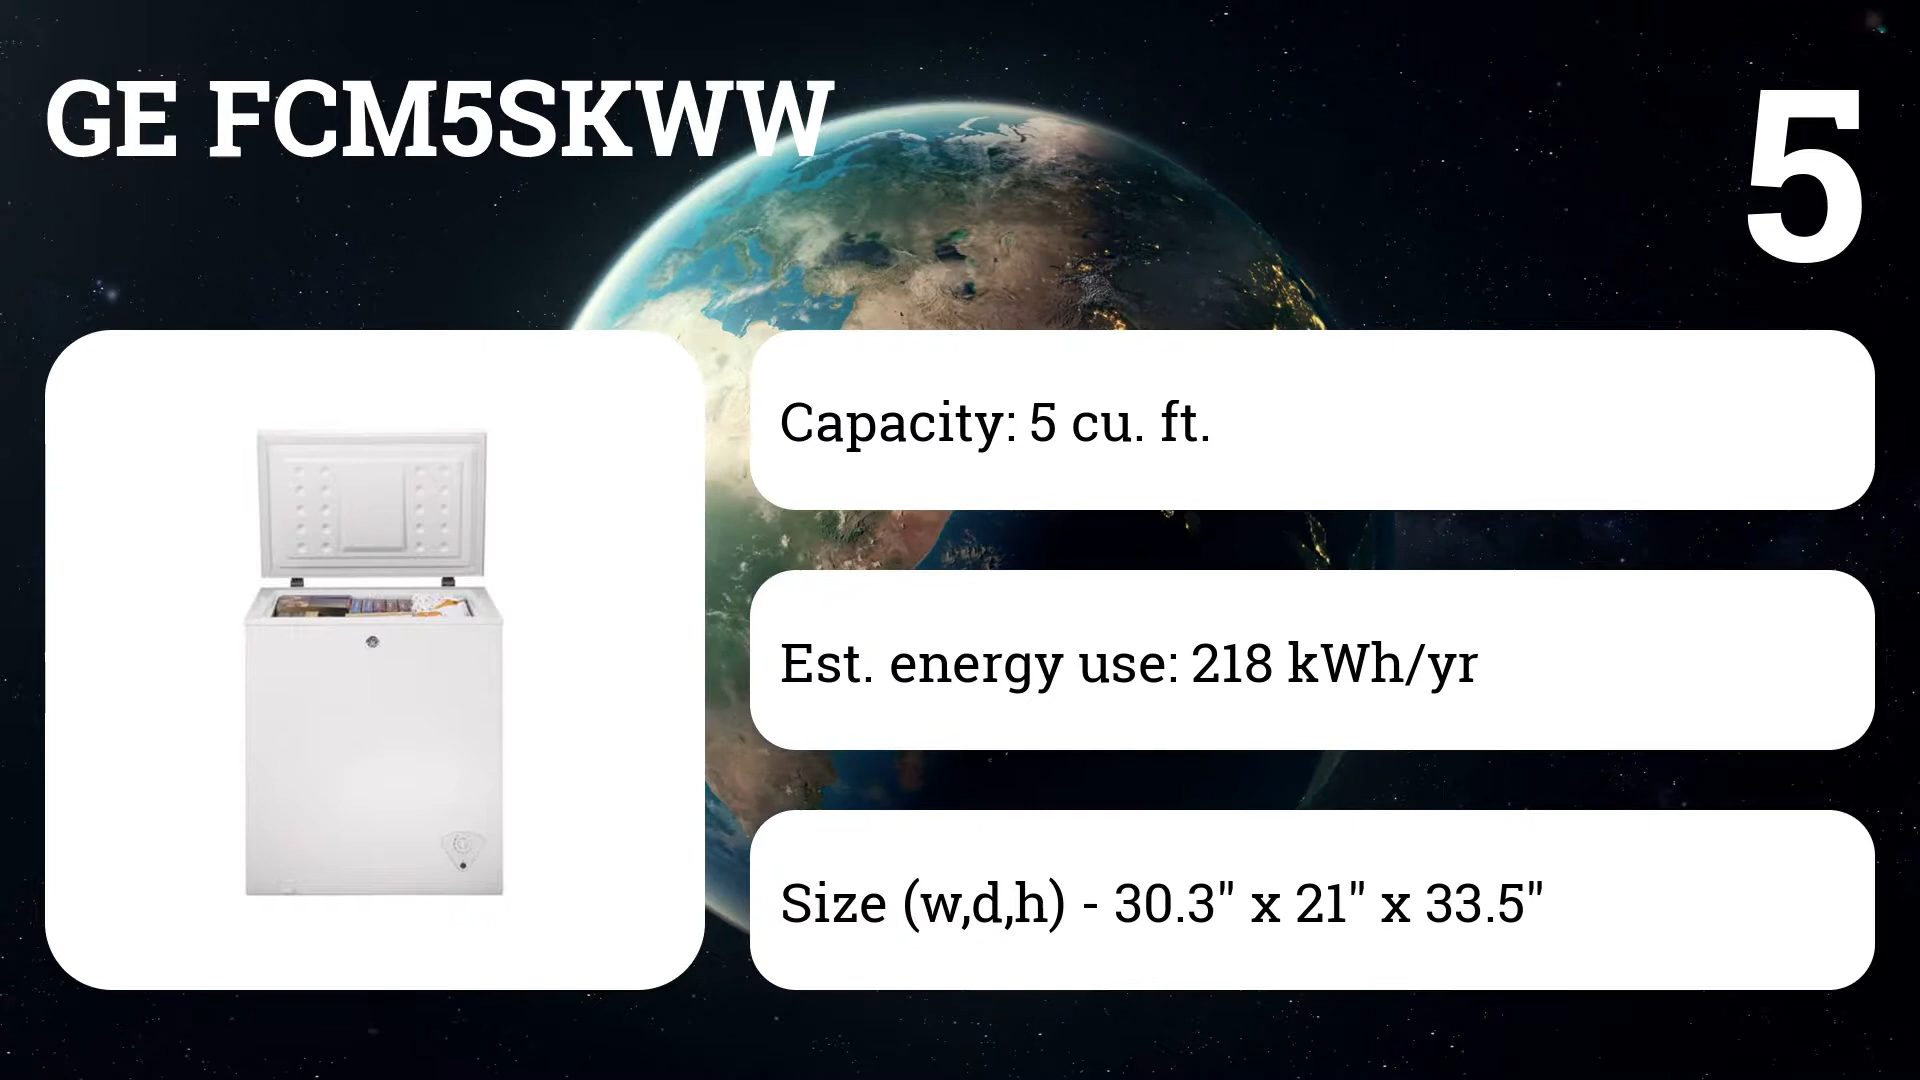 GE FCM5SKWW
5
Capacity: 5 cu. ft.
Est. energy use: 218 kWh/yr
Size (w,d,h) - 30.3" x 21" x 33.5"